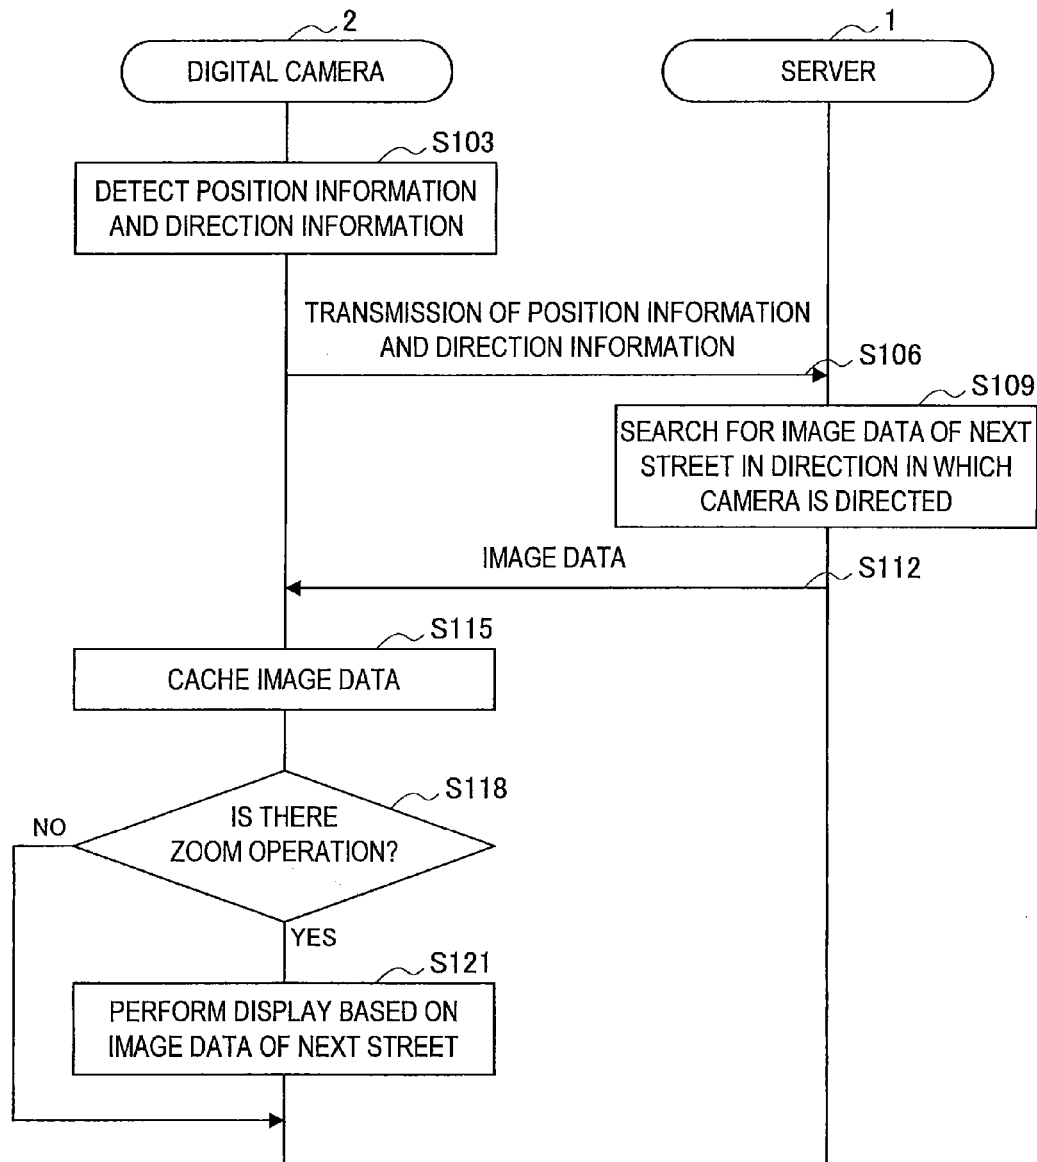 2
1
DIGITAL CAMERA
SERVER
S103
DETECT POSITION INFORMATION
AND DIRECTION INFORMATION
TRANSMISSION OF POSITION INFORMATION
AND DIRECTION INFORMATION
S106
S109
SEARCH FOR IMAGE DATA OF NEXT
STREET IN DIRECTION IN WHICH
CAMERA IS DIRECTED
IMAGE DATA
S112
S115
CACHE IMAGE DATA
S118
IS THERE
ZOOM OPERATION?
NO
YES
S121
PERFORM DISPLAY BASED ON
IMAGE DATA OF NEXT STREET